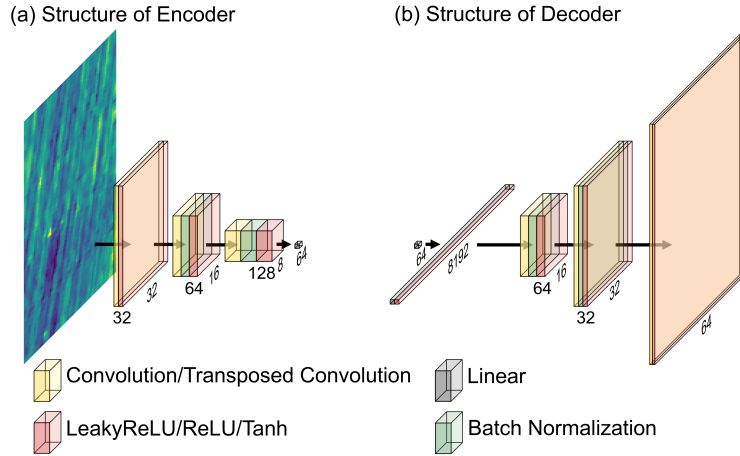 (a) Structure of Encoder
(b) Structure of Decoder
32
32
64
16
128
8
64
64
8192
64
16
32
32
64
Convolution/Transposed Convolution
Linear
LeakyReLU/ReLU/Tanh
Batch Normalization